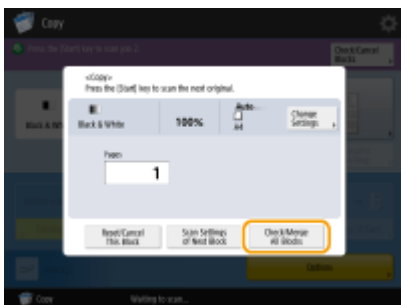 Copy
Press the [Start] key to scan job 2.
Check/Cancel
Blocks
<Copy>
Press the [Start] key to scan the next original.
Black & White
100%
Auto
A4
Change
Settings
Pages
1
Reset/Cancel
This Block
Scan Settings
of Next Block
Check/Merge
All Blocks
Options
Copy
Waiting to scan...